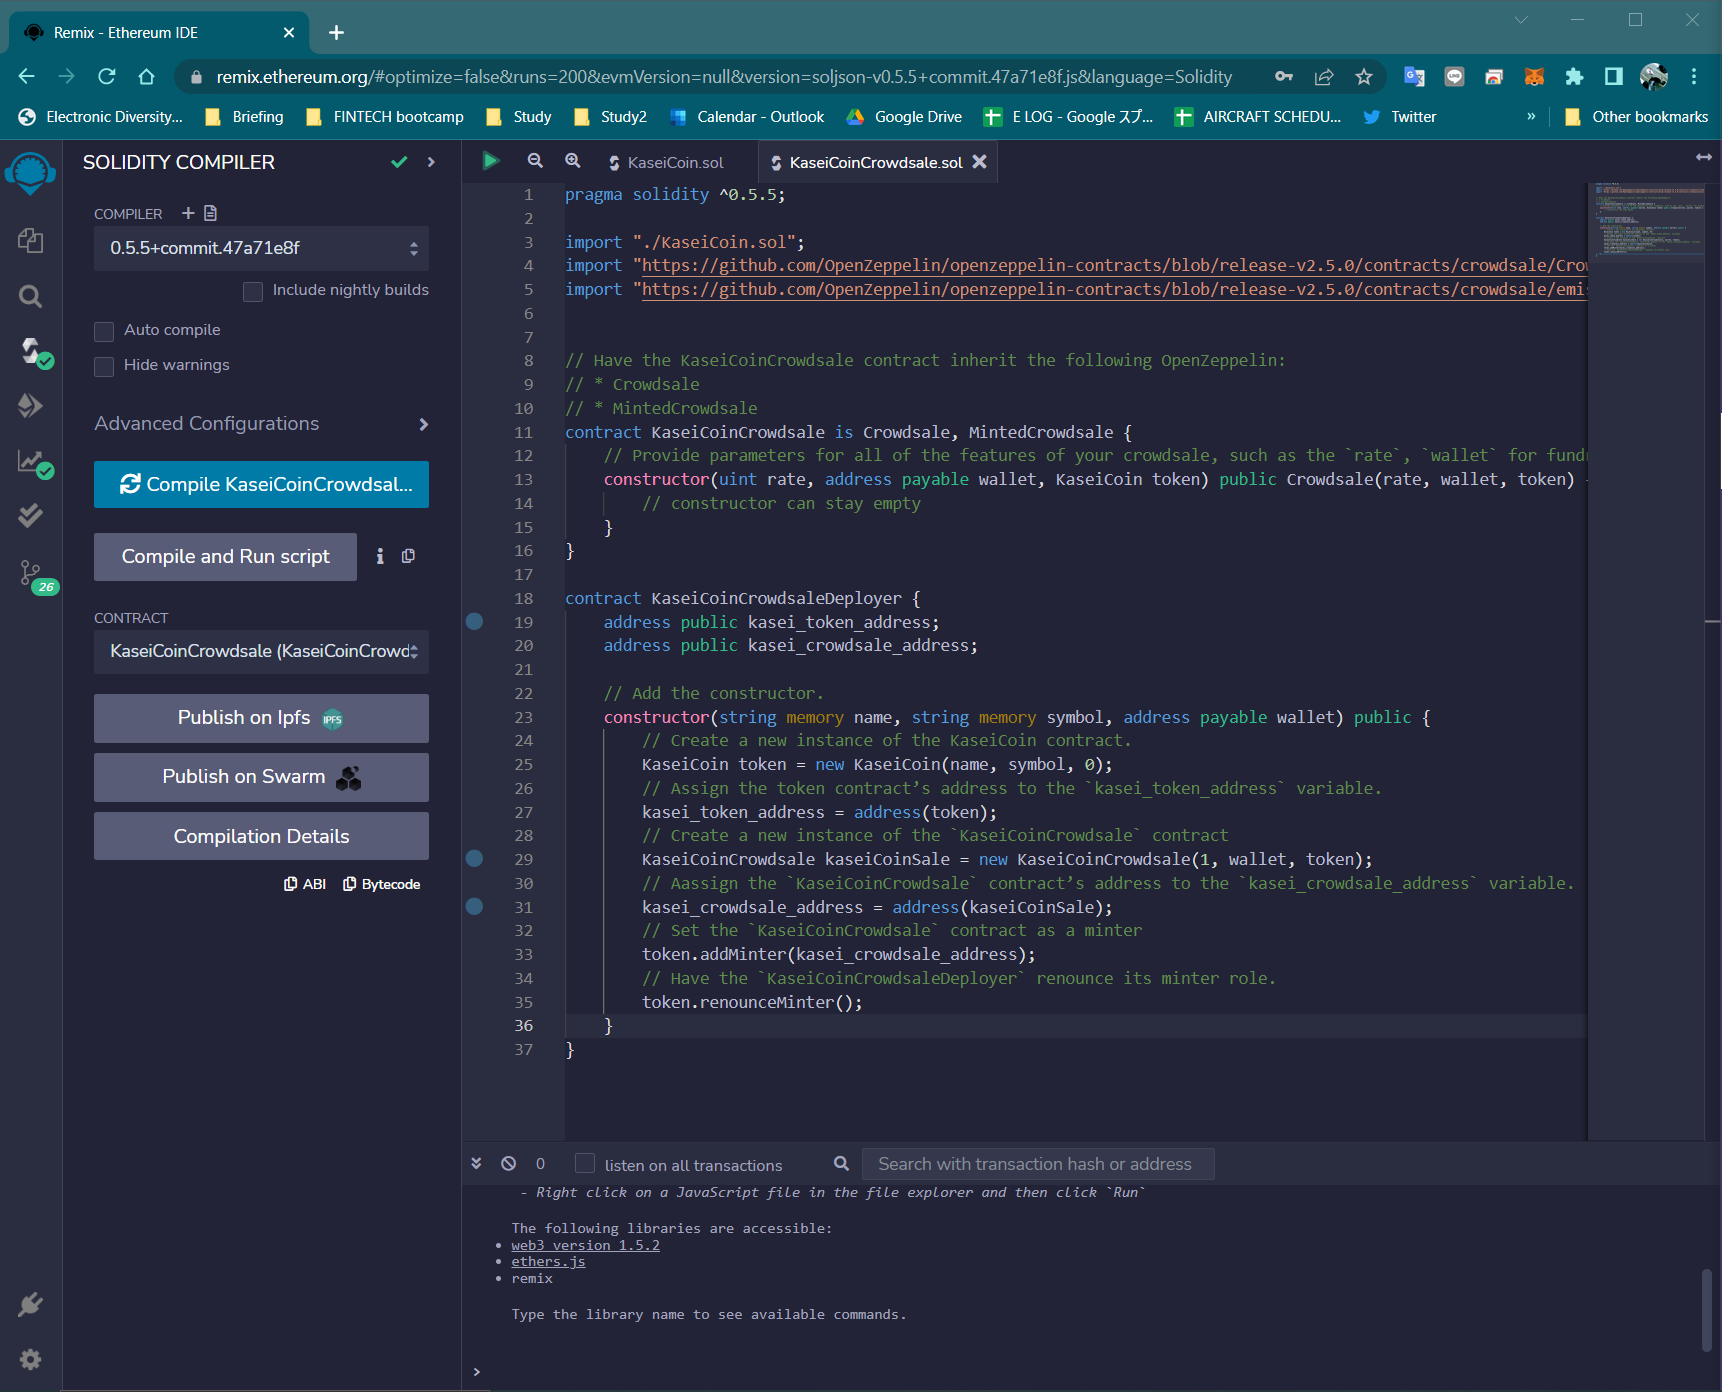 Remix - Ethereum IDE
remix.ethereum.org/#optimize=false&runs=200&evmVersion=null&version=soljson-v0.5.5+commit.47a71e8f.js&language=Solidity
Electronic Diversity... Briefing FINTECH bootcamp Study Study2 Calendar - Outlook Google Drive E LOG - Google スプ... AIRCRAFT SCHEDU... Twitter » Other bookmarks
SOLIDITY COMPILER
COMPILER
0.5.5+commit.47a71e8f
Include nightly builds
Auto compile
Hide warnings
Advanced Configurations
Compile KaseiCoinCrowdsal...
Compile and Run script
26
CONTRACT
KaseiCoinCrowdsale (KaseiCoinCrowd
Publish on Ipfs IPFS
Publish on Swarm
Compilation Details
ABI Bytecode
KaseiCoin.sol KaseiCoinCrowdsale.sol
1 pragma solidity ^0.5.5;
2
3 import "./KaseiCoin.sol";
4 import "https://github.com/OpenZeppelin/openzeppelin-contracts/blob/release-v2.5.0/contracts/crowdsale/Crow
5 import "https://github.com/OpenZeppelin/openzeppelin-contracts/blob/release-v2.5.0/contracts/crowdsale/emis
6
7
8 // Have the KaseiCoinCrowdsale contract inherit the following OpenZeppelin:
9 // * Crowdsale
10 // * MintedCrowdsale
11 contract KaseiCoinCrowdsale is Crowdsale, MintedCrowdsale {
12 // Provide parameters for all of the features of your crowdsale, such as the `rate`, `wallet` for fundr
13 constructor(uint rate, address payable wallet, KaseiCoin token) public Crowdsale(rate, wallet, token)
14 // constructor can stay empty
15 }
16 }
17
18 contract KaseiCoinCrowdsaleDeployer {
19 address public kasei_token_address;
20 address public kasei_crowdsale_address;
21
22 // Add the constructor.
23 constructor(string memory name, string memory symbol, address payable wallet) public {
24 // Create a new instance of the KaseiCoin contract.
25 KaseiCoin token = new KaseiCoin(name, symbol, 0);
26 // Assign the token contract’s address to the `kasei_token_address` variable.
27 kasei_token_address = address(token);
28 // Create a new instance of the `KaseiCoinCrowdsale` contract
29 KaseiCoinCrowdsale kaseiCoinSale = new KaseiCoinCrowdsale(1, wallet, token);
30 // Aassign the `KaseiCoinCrowdsale` contract’s address to the `kasei_crowdsale_address` variable.
31 kasei_crowdsale_address = address(kaseiCoinSale);
32 // Set the `KaseiCoinCrowdsale` contract as a minter
33 token.addMinter(kasei_crowdsale_address);
34 // Have the `KaseiCoinCrowdsaleDeployer` renounce its minter role.
35 token.renounceMinter();
36 }
37 }
0 listen on all transactions Search with transaction hash or address
- Right click on a JavaScript file in the file explorer and then click `Run`
The following libraries are accessible:
• web3 version 1.5.2
• ethers.js
• remix
Type the library name to see available commands.
>